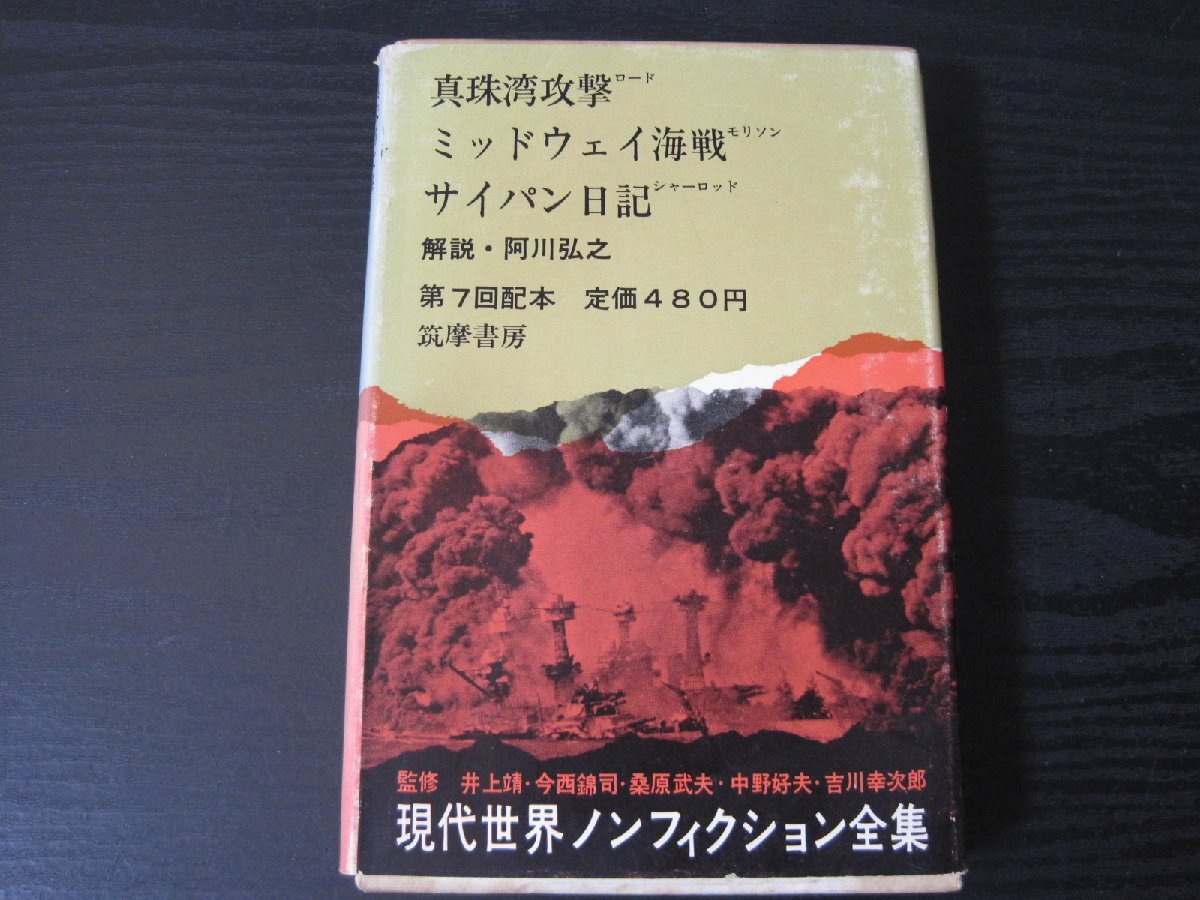 真珠湾攻撃 ロード
ミッドウェイ海戦 モリソン
サイパン日記 シャーロッド
解説・阿川弘之
第7回配本 定価480円
筑摩書房
監修 井上靖・今西錦司・桑原武夫・中野好夫・吉川幸次郎
現代世界ノンフィクション全集